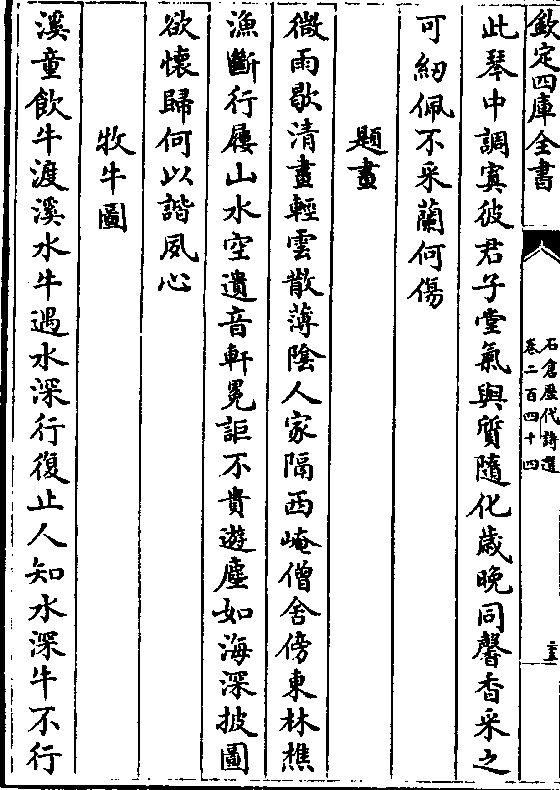 欽定四庫全書
石倉歷代詩選
卷二百四十四
此琴中調寘彼君子堂氣與質隨化歲晚同馨香采之
可紉佩不采蘭何傷
題畫
微雨歇清晝輕雲散薄陰人家隔西崦僧舍傍東林樵
漁斷行屨山水空遺音軒冕詎不貴遊塵如海深披圖
欲懷歸何以諧夙心
牧牛圖
溪童飲牛渡溪水牛過水深行復止人知水深牛不行